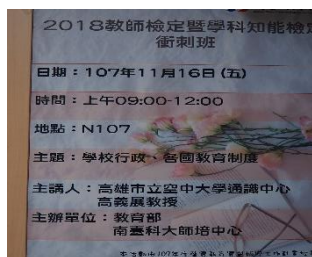 2018教師檢定暨學科知能檢定
衝刺班
日期：107年11月16日(五)
時間：上午09:00-12:00
地點：N107
主題：學校行政、各國教育制度
主講人：高雄市立空中大學通識中心
高義展教授
主辦單位：教育部
南臺科大師培中心